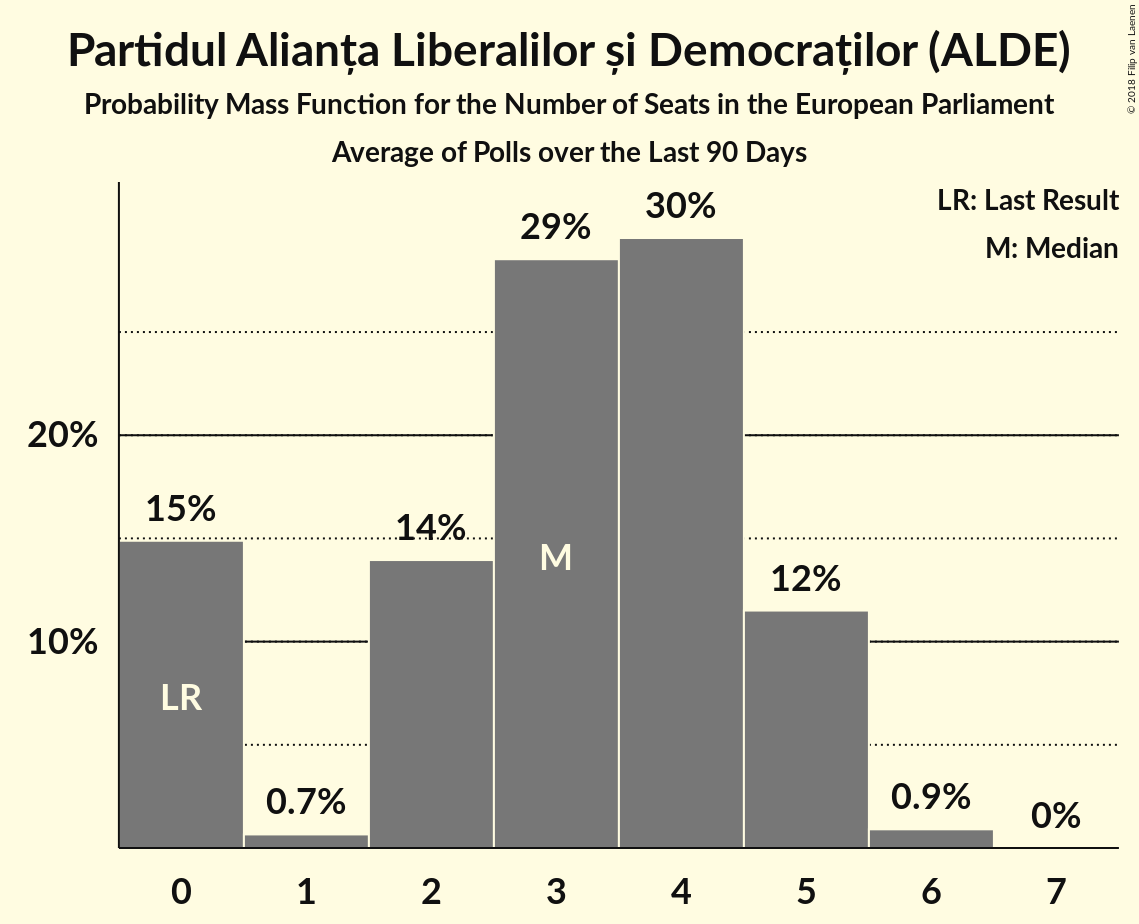 Partidul Alianța Liberalilor și Democraților (ALDE)
Probability Mass Function for the Number of Seats in the European Parliament
Average of Polls over the Last 90 Days
© 2018 Filip van Laenen
LR: Last Result
M: Median
30%
29%
20%
15%
14%
M
12%
10%
LR
0.7%
0.9%
0%
0 1 2 3 4 5 6 7